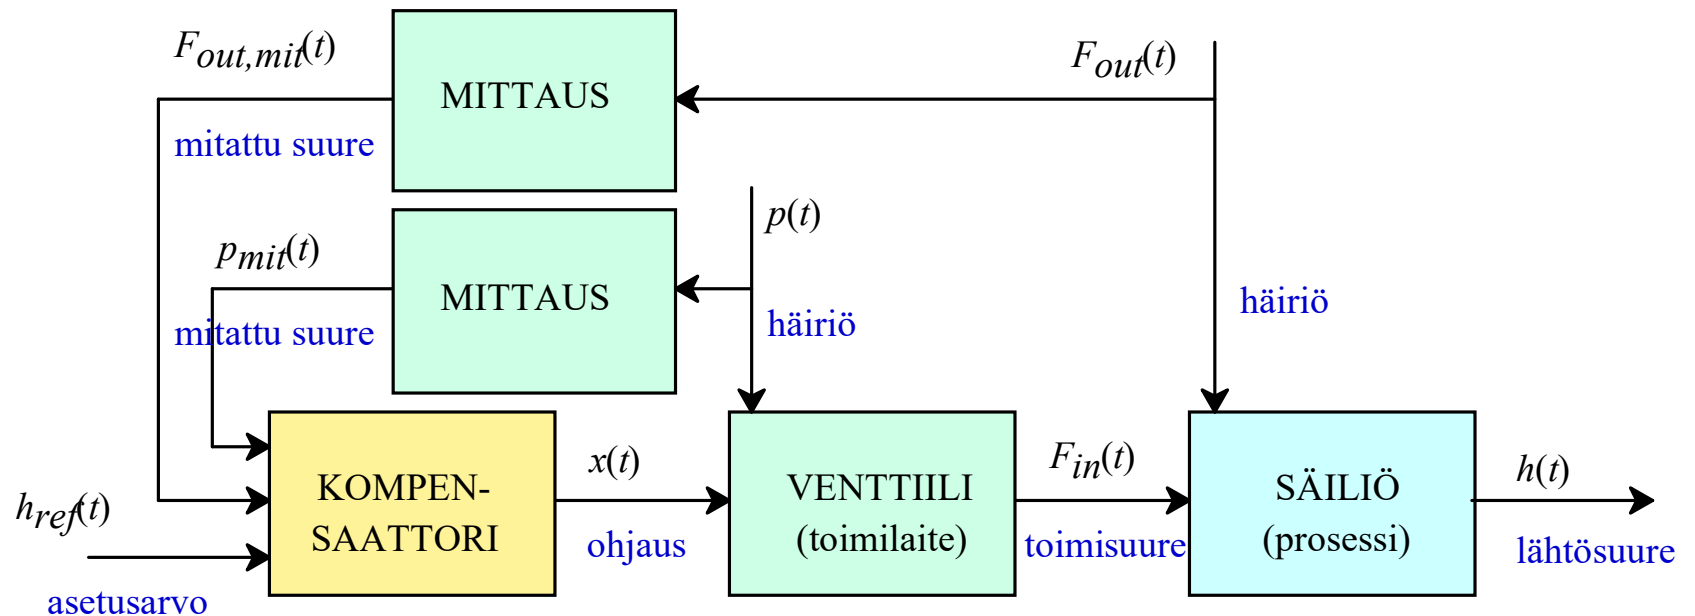 F_out,mit(t)
MITTAUS
F_out(t)
mitattu suure
p(t)
p_mit(t)
MITTAUS
häiriö
häiriö
mitattu suure
h_ref(t)
KOMPEN-
SAATTORI
x(t)
ohjaus
VENTTIILI
(toimilaite)
F_in(t)
toimisuure
SÄILIÖ
(prosessi)
h(t)
lähtösuure
asetusarvo